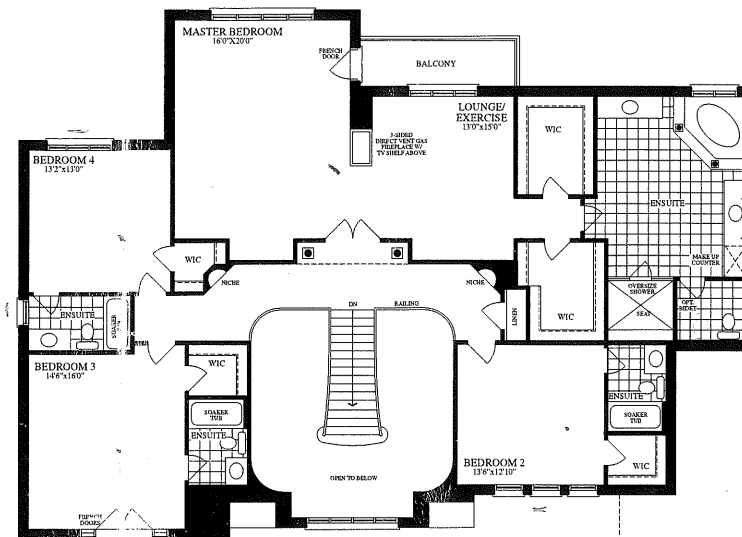 MASTER BEDROOM
16'0"X20'0"
FRENCH
DOOR
BALCONY
LOUNGE/
EXERCISE
13'0"x15'0"
WIC
3-SIDED
DIRECT VENT GAS
FIREPLACE W/
TV SHELF ABOVE
BEDROOM 4
13'2"x13'0"
ENSUITE
WIC
MAKE UP
COUNTER
NICHE
DN
RAILING
NICHE
OVERSIZE
SHOWER
SEAT
OPT.
BIDET
LINEN
WIC
ENSUITE
SOAKER
BEDROOM 3
14'6"x16'0"
WIC
SOAKER
TUB
ENSUITE
ENSUITE
SOAKER
TUB
BEDROOM 2
13'6"x12'10"
WIC
OPEN TO BELOW
FRENCH
DOORS